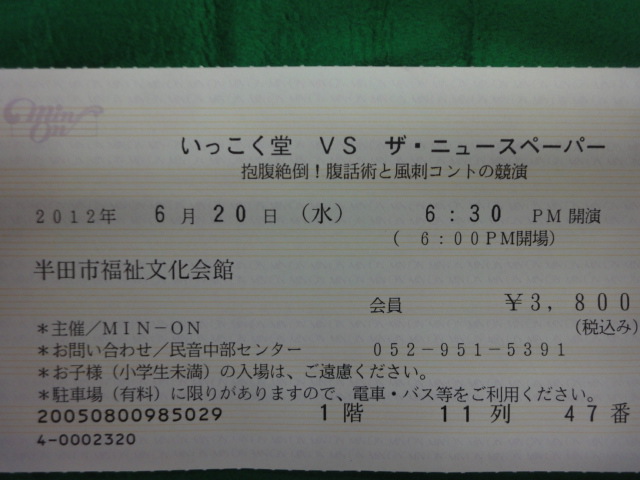 Min On
いっこく堂 VS ザ・ニュースペーパー
抱腹絶倒!腹話術と風刺コントの競演
2012年 6月20日(水) 6:30 PM開演
( 6:00PM開場)
半田市福祉文化会館
会員 ¥3,800
(税込み)
*主催/MIN-ON
*お問い合わせ/民音中部センター 052-951-5391
*お子様(小学生未満)の入場は、ご遠慮ください。
*駐車場(有料)に限りがありますので、電車・バス等をご利用ください。
20050800985029 1階 11列 47番
4-0002320